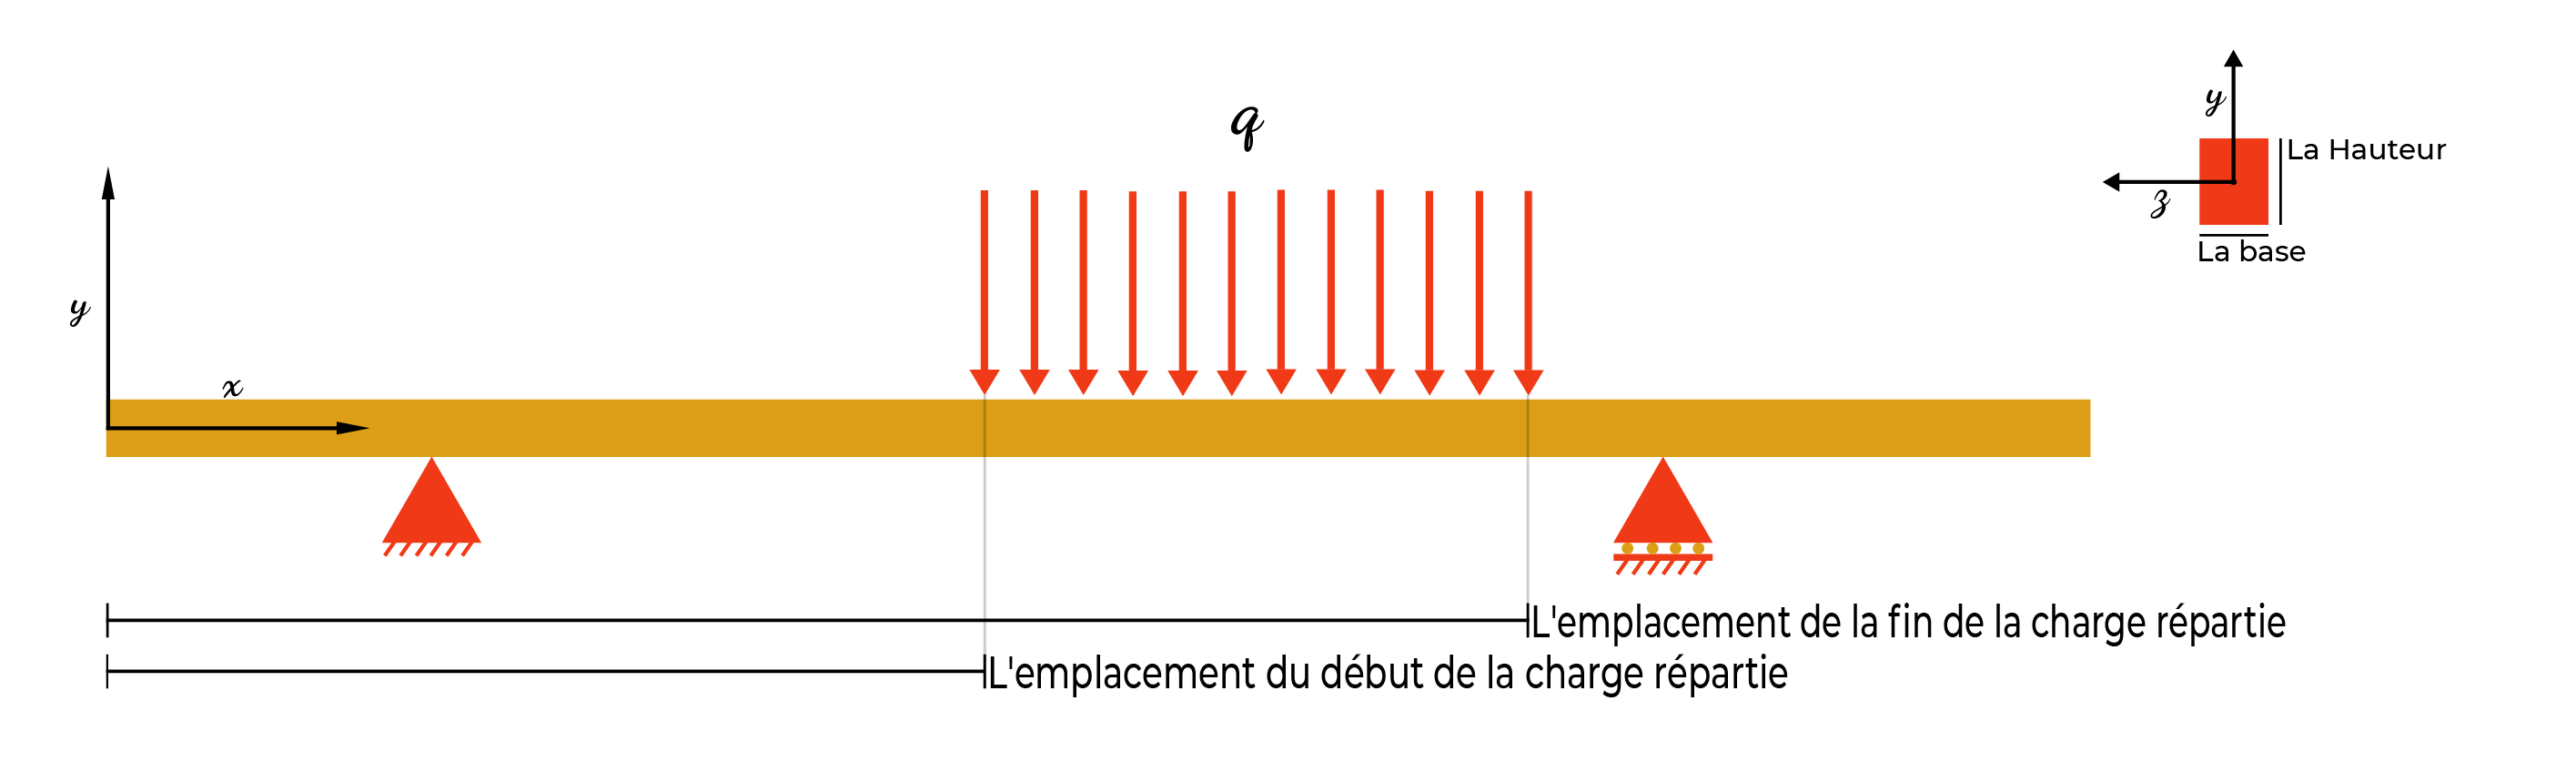 q
y
La Hauteur
z
La base
y
x
L'emplacement de la fin de la charge répartie
L'emplacement du début de la charge répartie